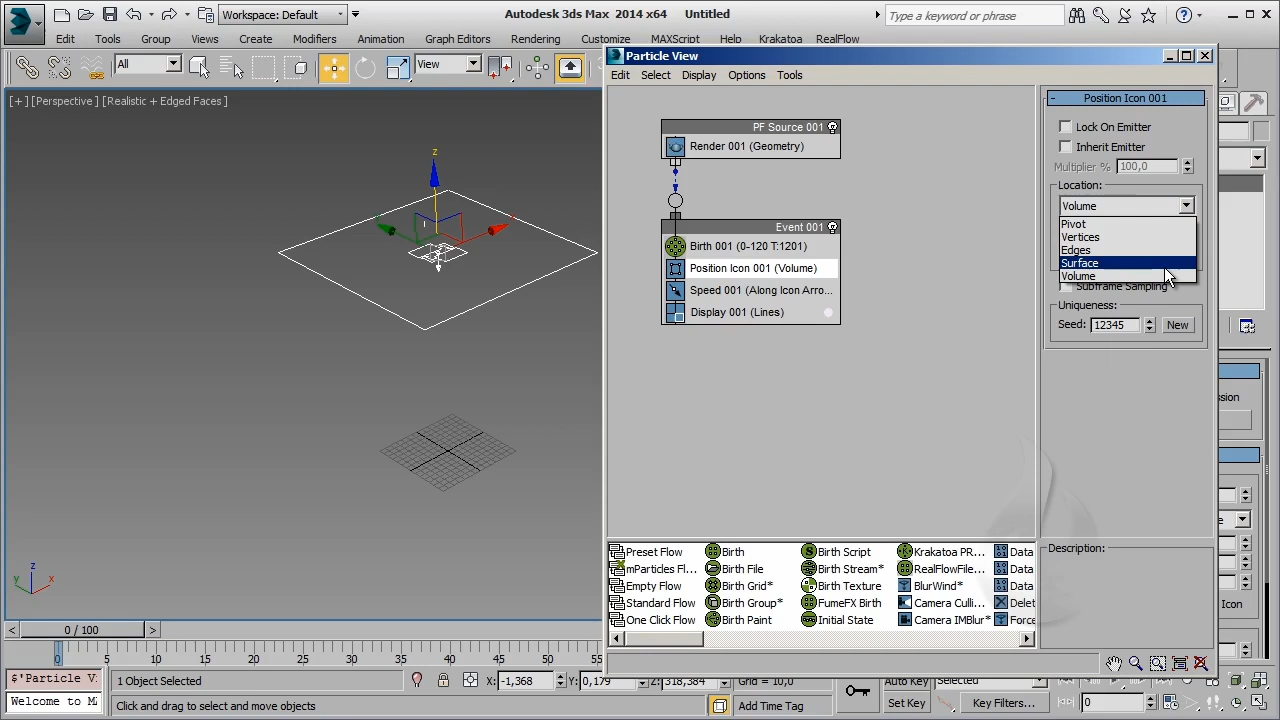 Workspace: Default
Autodesk 3ds Max 2014 x64 Untitled
Type a keyword or phrase
Edit Tools Group Views Create Modifiers Animation Graph Editors Rendering Customize MAXScript Help Krakatoa RealFlow
All
View
[+][Perspective][Realistic + Edged Faces]
z
z
y
x
Particle View
Edit Select Display Options Tools
PF Source 001
Render 001 (Geometry)
Event 001
Birth 001 (0-120 T:1201)
Position Icon 001 (Volume)
Speed 001 (Along Icon Arro...
Display 001 (Lines)
- Position Icon 001
Lock On Emitter
Inherit Emitter
Multiplier % 100,0
Location:
Volume
Pivot
Vertices
Edges
Surface
Volume
Subframe Sampling
Uniqueness:
Seed: 12345 New
Description:
Preset Flow Birth Birth Script Krakatoa PR... Data
mParticles Fl... Birth File Birth Stream* RealFlowFile... Data
Empty Flow Birth Grid* Birth Texture BlurWind* Data
Standard Flow Birth Group* FumeFX Birth Camera Culli... Delet
One Click Flow Birth Paint Initial State Camera IMBlur* Force
Icon
< 0 / 100 >
0 5 10 15 20 25 30 35 40 45 50 55
$'Particle V
1 Object Selected
X: -1,368 Y: 0,179 Z: 318,384
Grid = 10,0
Auto Key Selected
Welcome to M
Click and drag to select and move objects
Add Time Tag
Set Key
Key Filters...
0